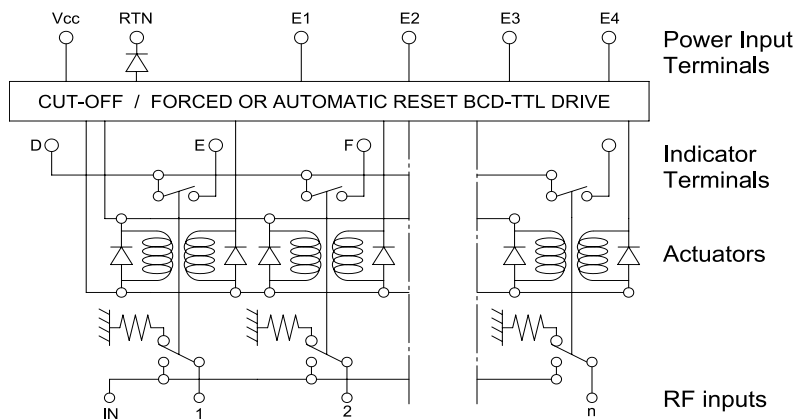 Vcc RTN E1 E2 E3 E4
Power Input
Terminals
CUT-OFF / FORCED OR AUTOMATIC RESET BCD-TTL DRIVE
D E F
Indicator
Terminals
Actuators
IN 1 2 n
RF inputs